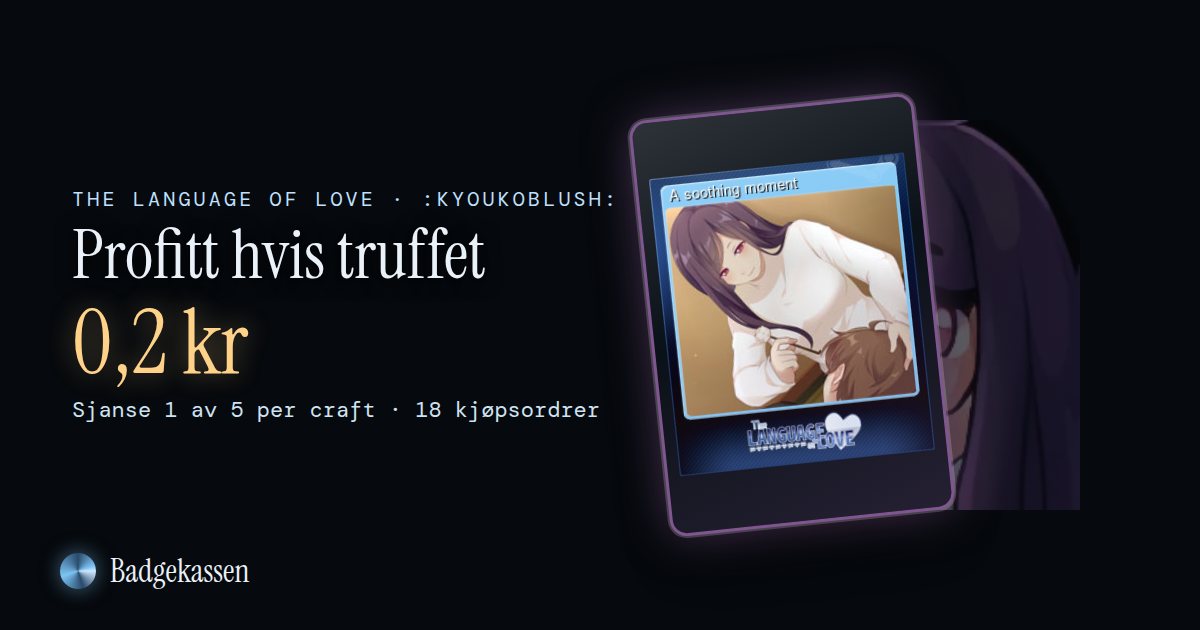 THE LANGUAGE OF LOVE · :KYOUKOBLUSH:
Profitt hvis truffet
0,2 kr
Sjanse 1 av 5 per craft · 18 kjøpsordrer
A soothing moment
The
LANGUAGE
of LOVE
Badgekassen